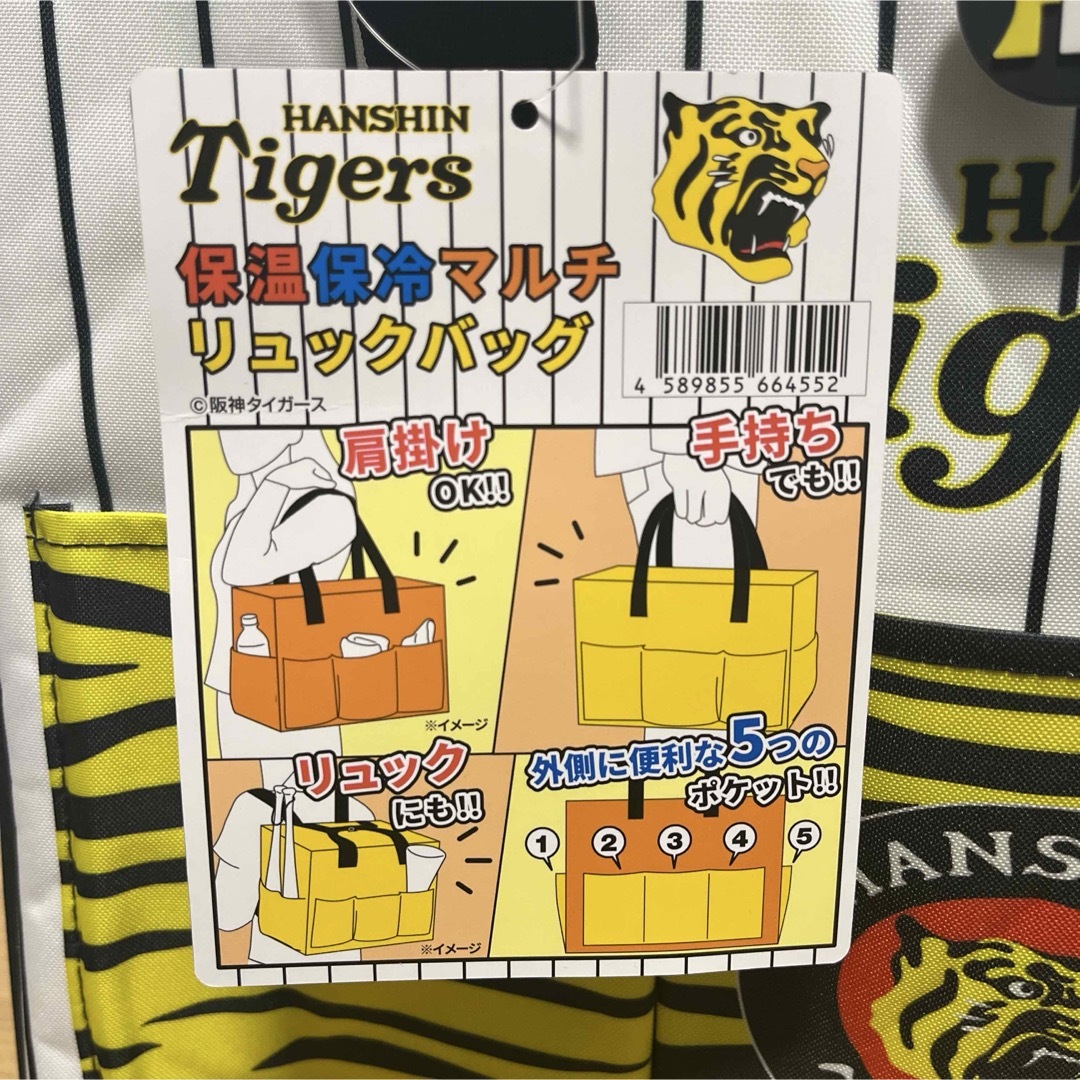 HANSHIN
Tigers
保温保冷マルチ
リュックバッグ
©阪神タイガース
4 589855 664552
肩掛け
OK!!
手持ち
でも!!
※イメージ
リュック
にも!!
※イメージ
外側に便利な5つの
ポケット!!
1 2 3 4 5
HA
ig
HANS